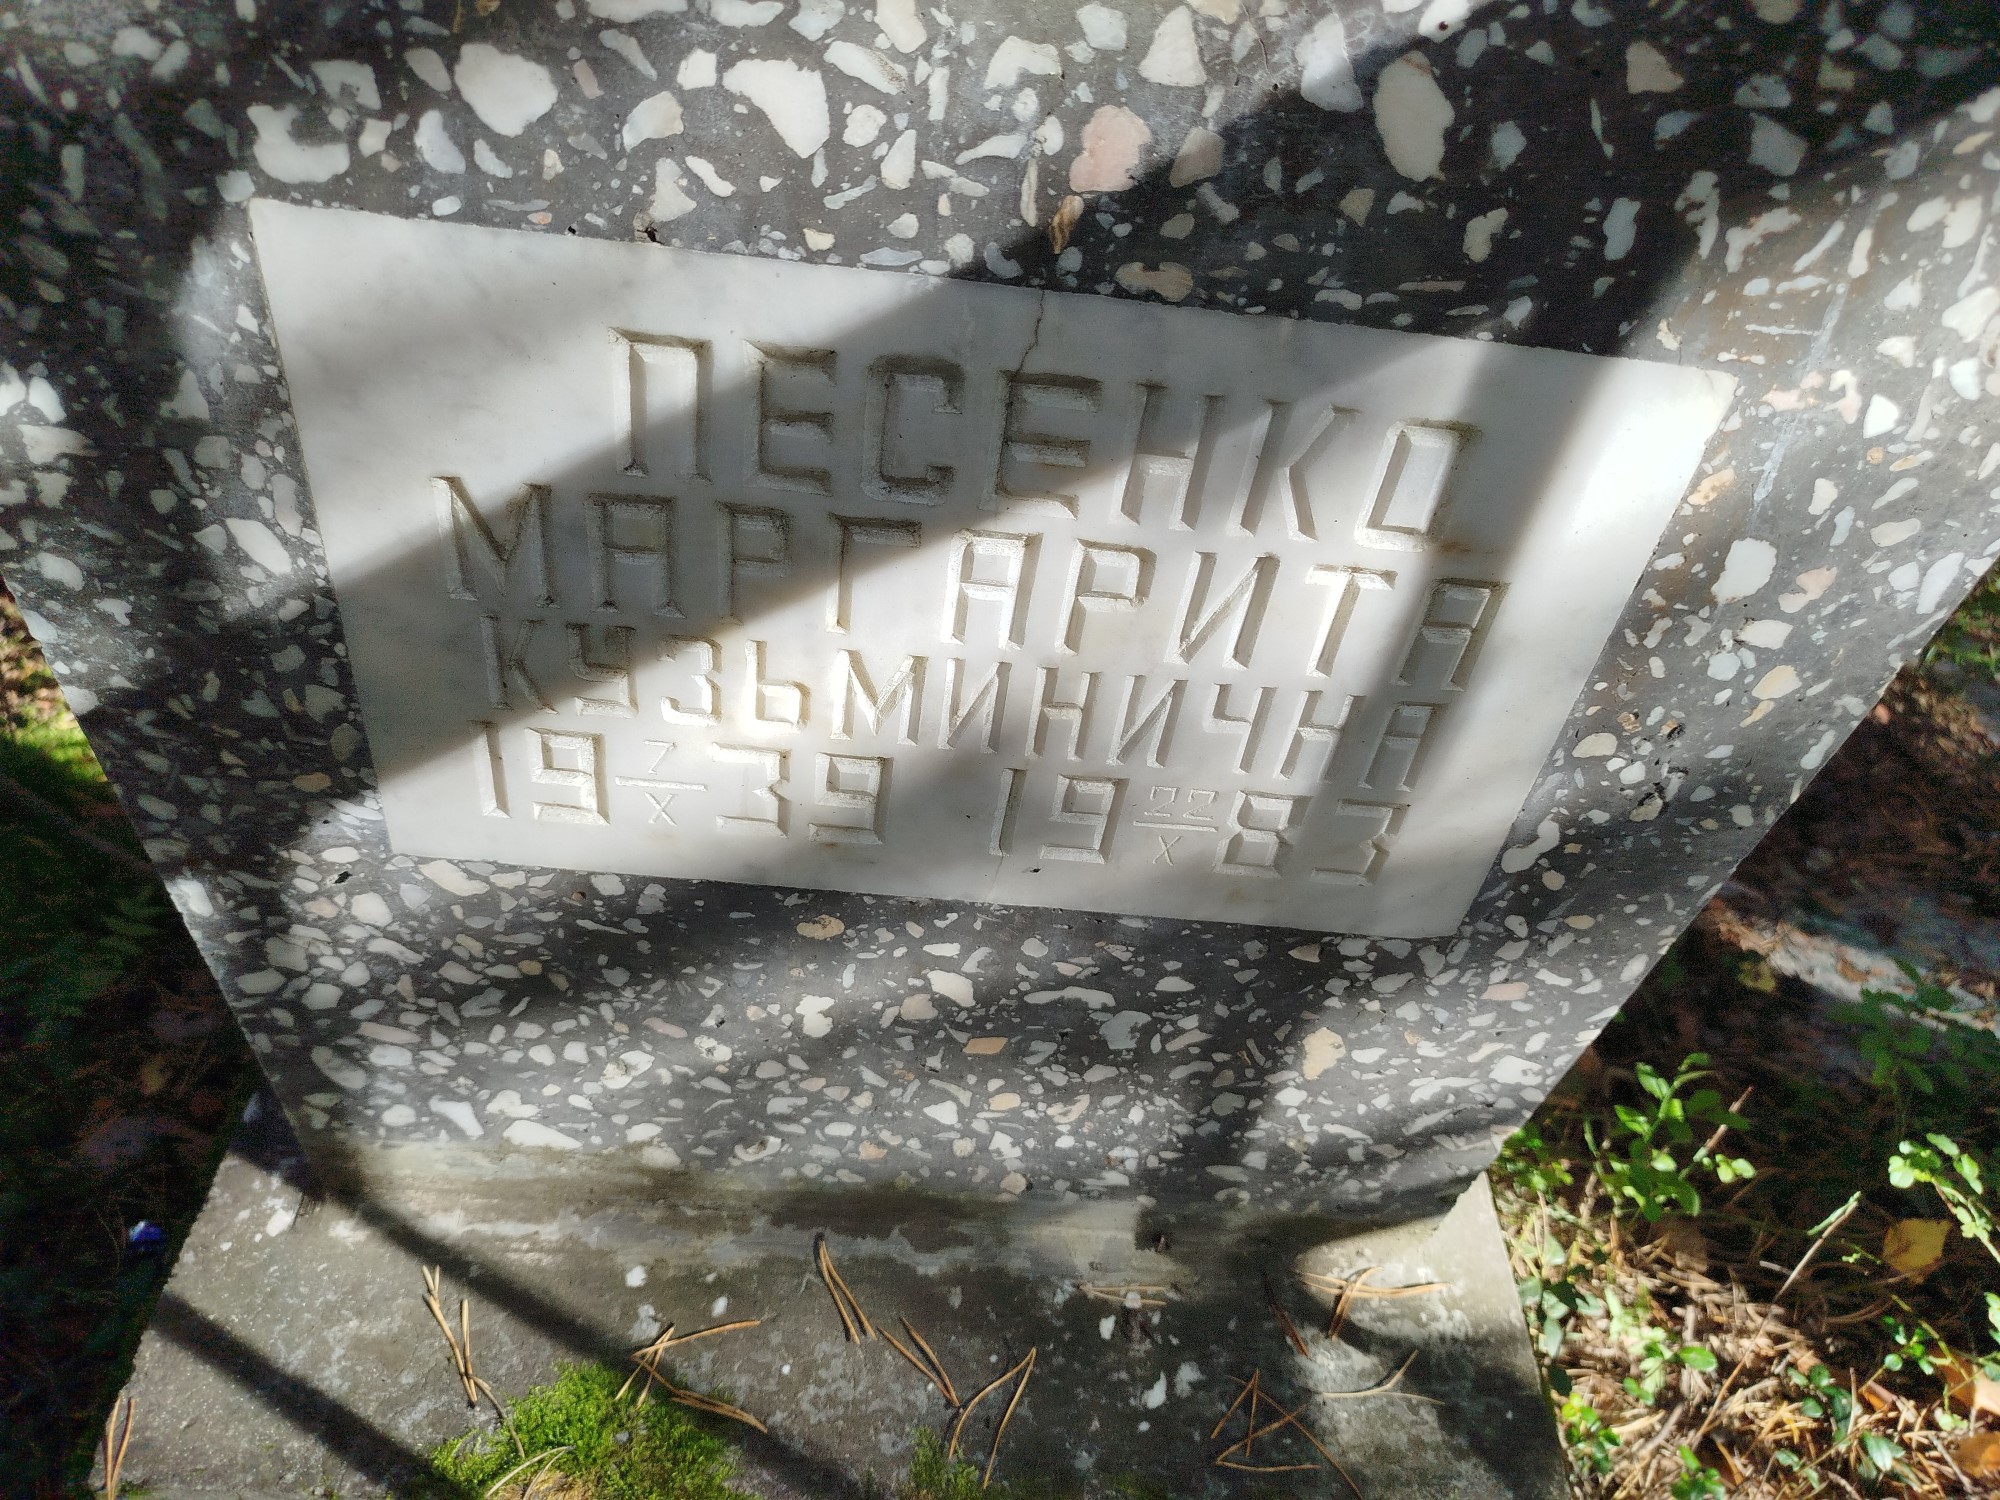 ПЕСЕНКО
МАРГАРИТА
КУЗЬМИНИЧНА
19 7/X 39 19 22/X 83